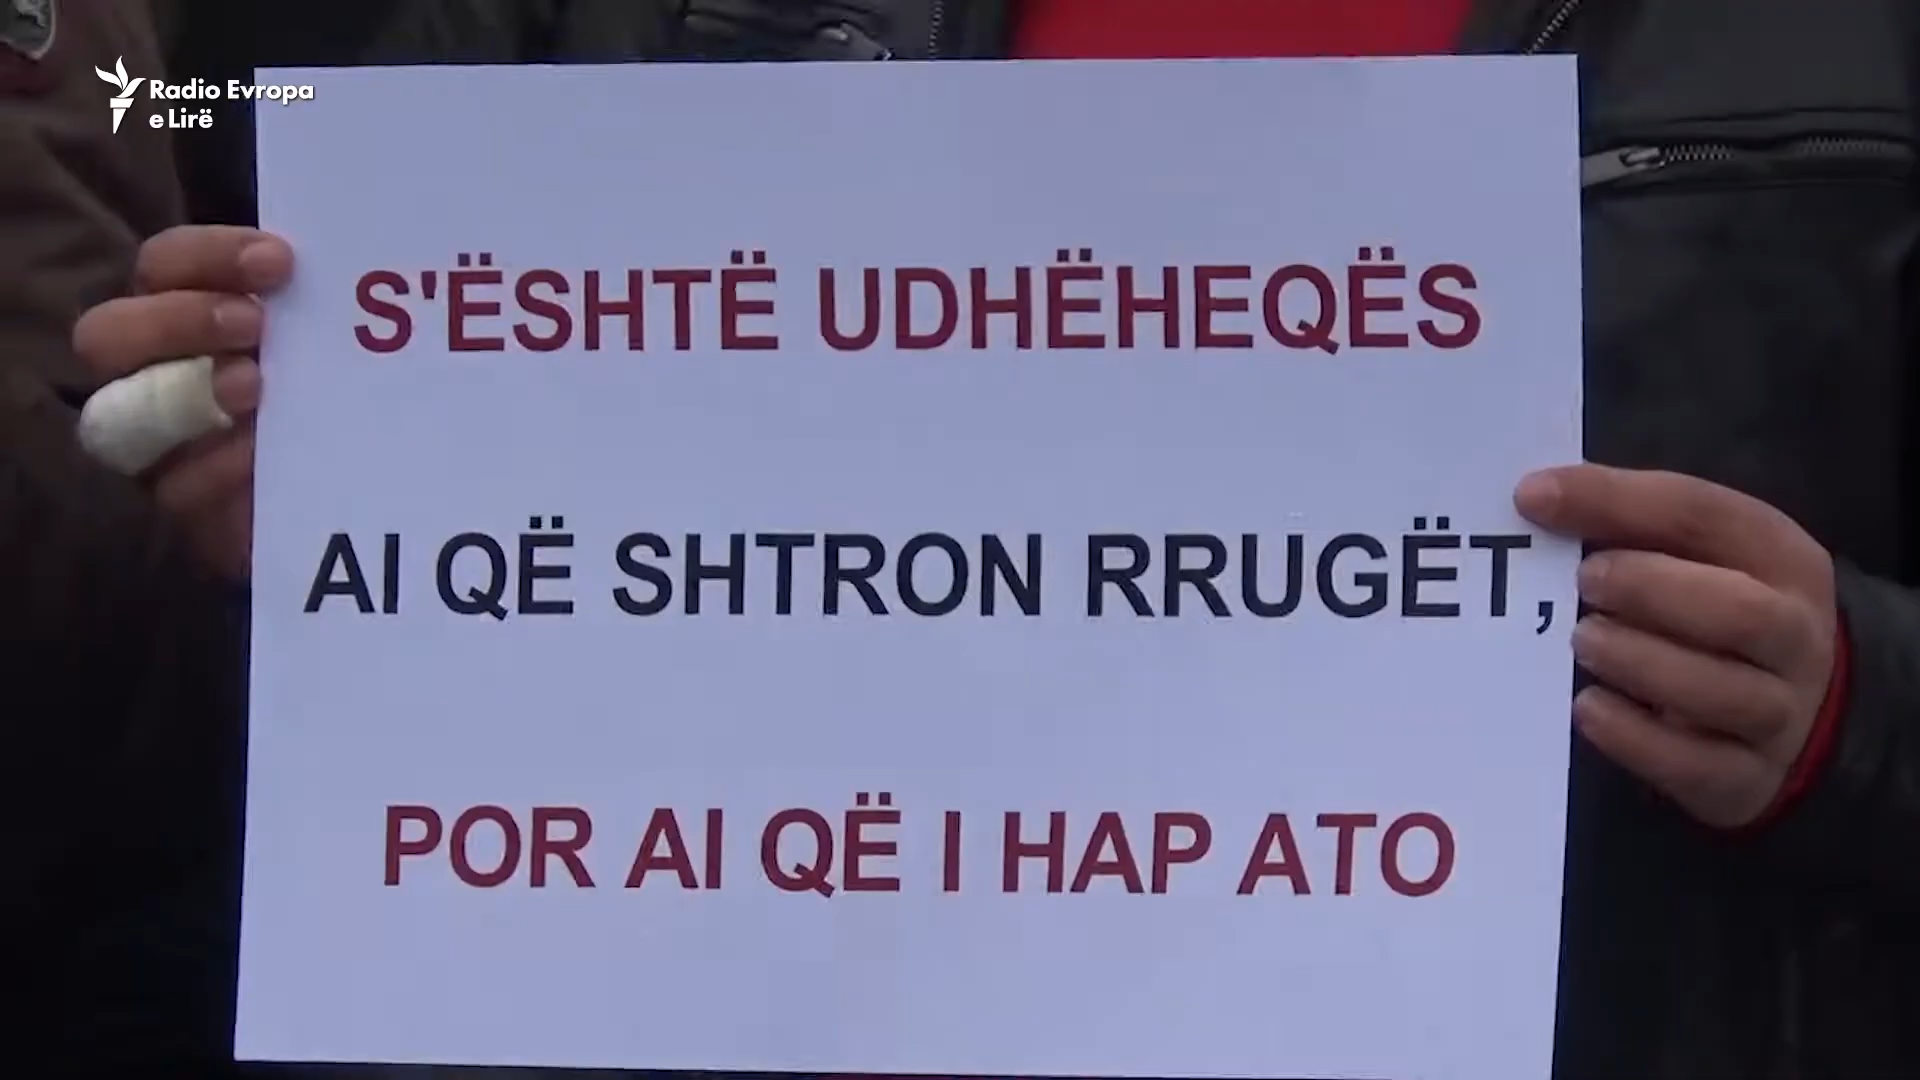 Radio Evropa
e Lirë
S'ËSHTË UDHËHEQËS
AI QË SHTRON RRUGËT,
POR AI QË I HAP ATO